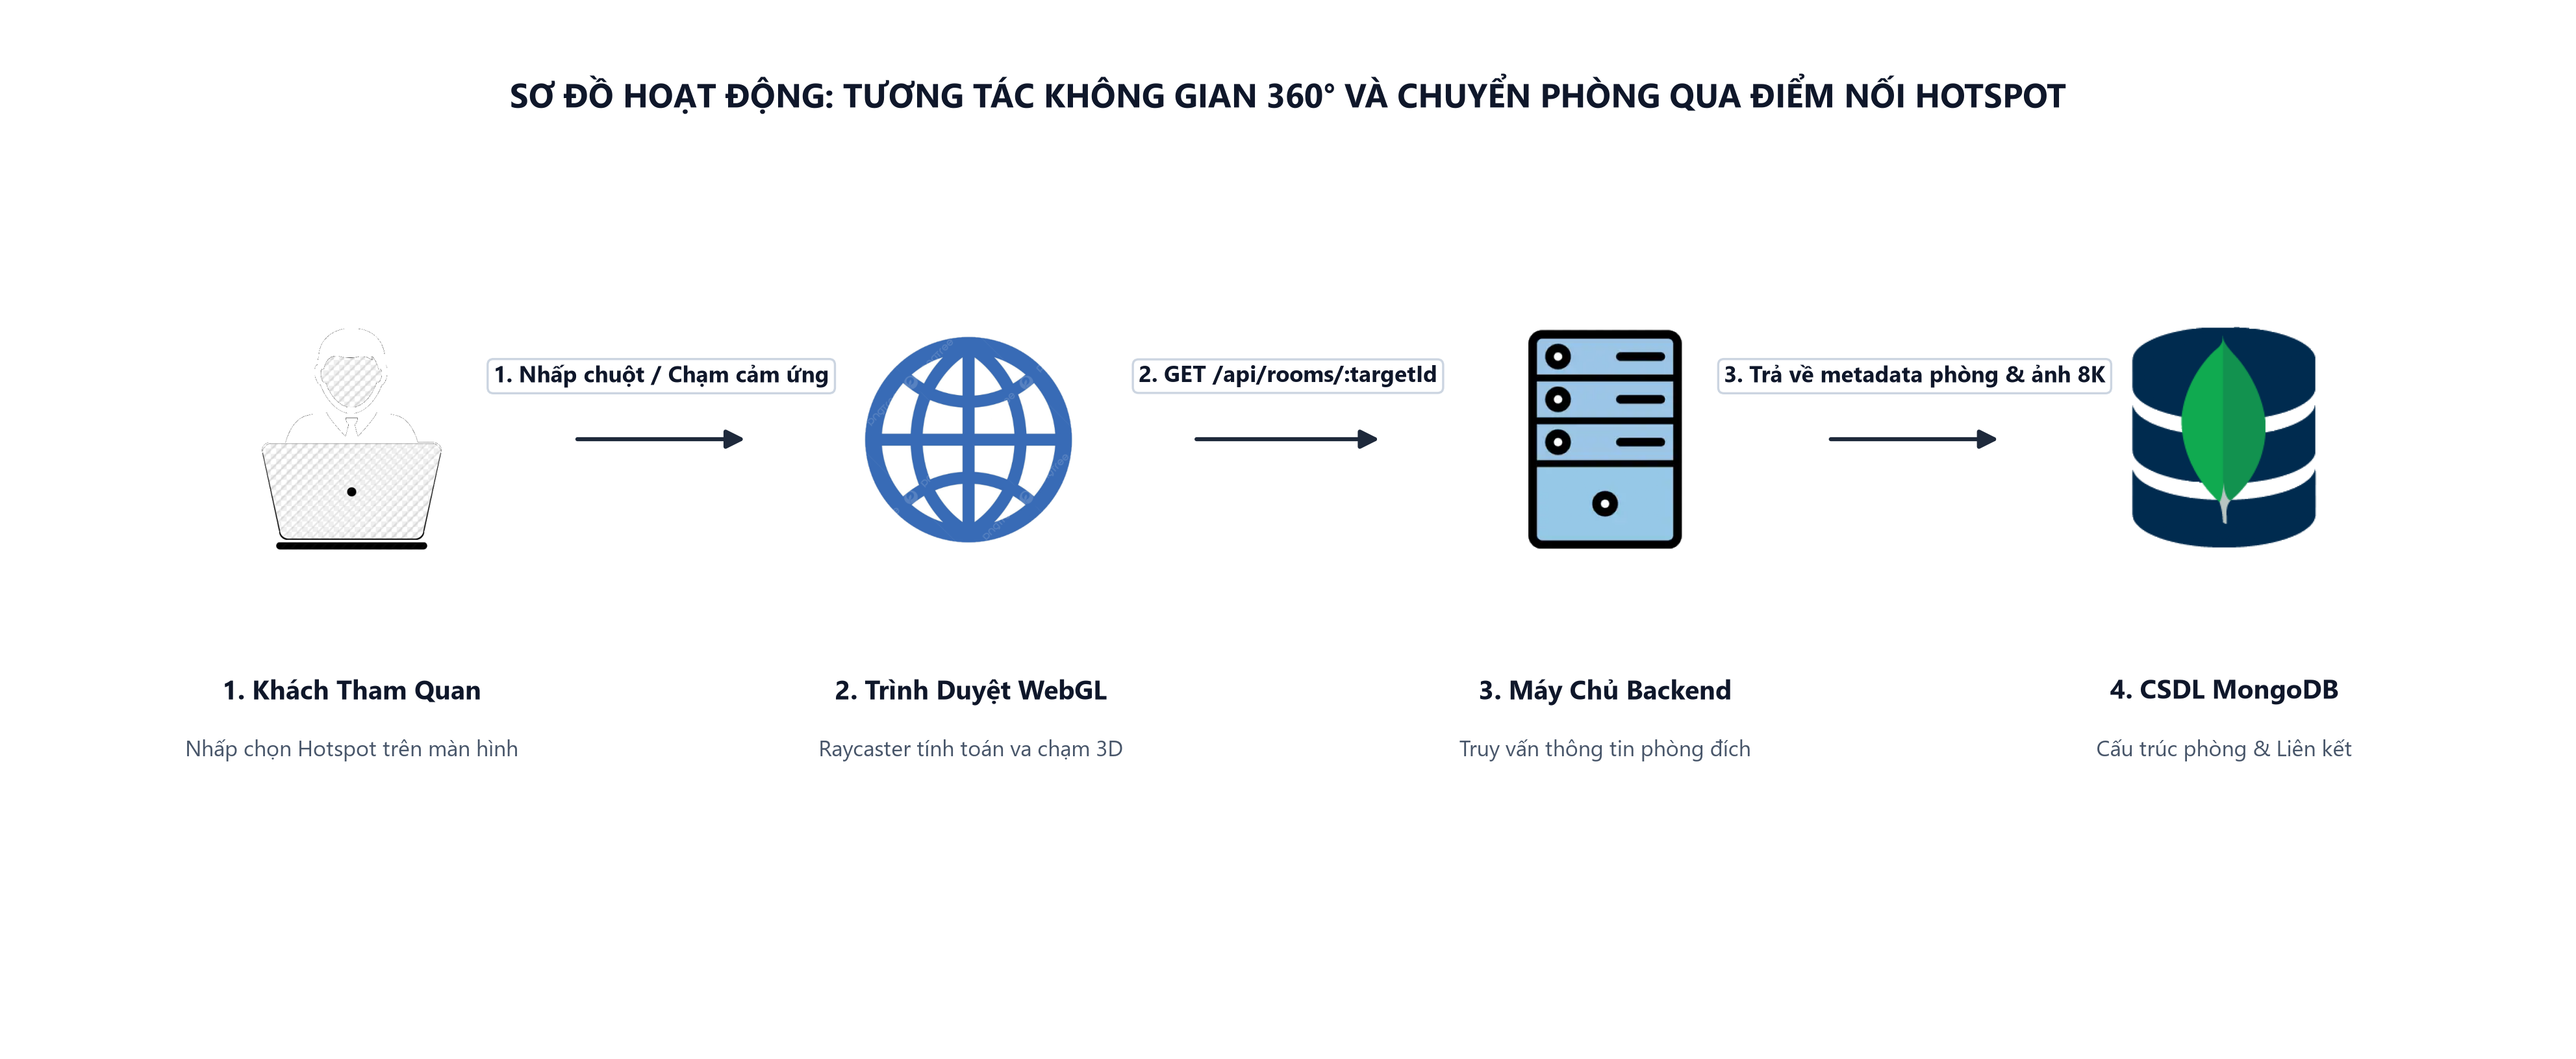 SƠ ĐỒ HOẠT ĐỘNG: TƯƠNG TÁC KHÔNG GIAN 360° VÀ CHUYỂN PHÒNG QUA ĐIỂM NỐI HOTSPOT
1. Nhấp chuột / Chạm cảm ứng
2. GET /api/rooms/:targetId
3. Trả về metadata phòng & ảnh 8K
1. Khách Tham Quan
2. Trình Duyệt WebGL
3. Máy Chủ Backend
4. CSDL MongoDB
Nhấp chọn Hotspot trên màn hình
Raycaster tính toán va chạm 3D
Truy vấn thông tin phòng đích
Cấu trúc phòng & Liên kết